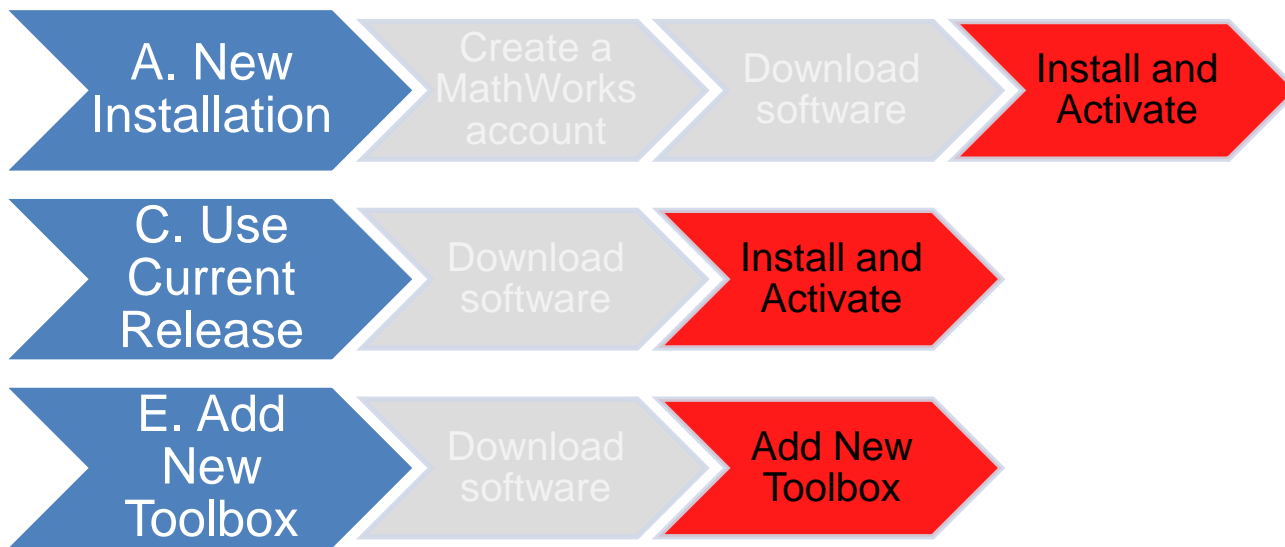 A. New
Installation
Create a
MathWorks
account
Download
software
Install and
Activate
C. Use
Current
Release
Download
software
Install and
Activate
E. Add
New
Toolbox
Download
software
Add New
Toolbox